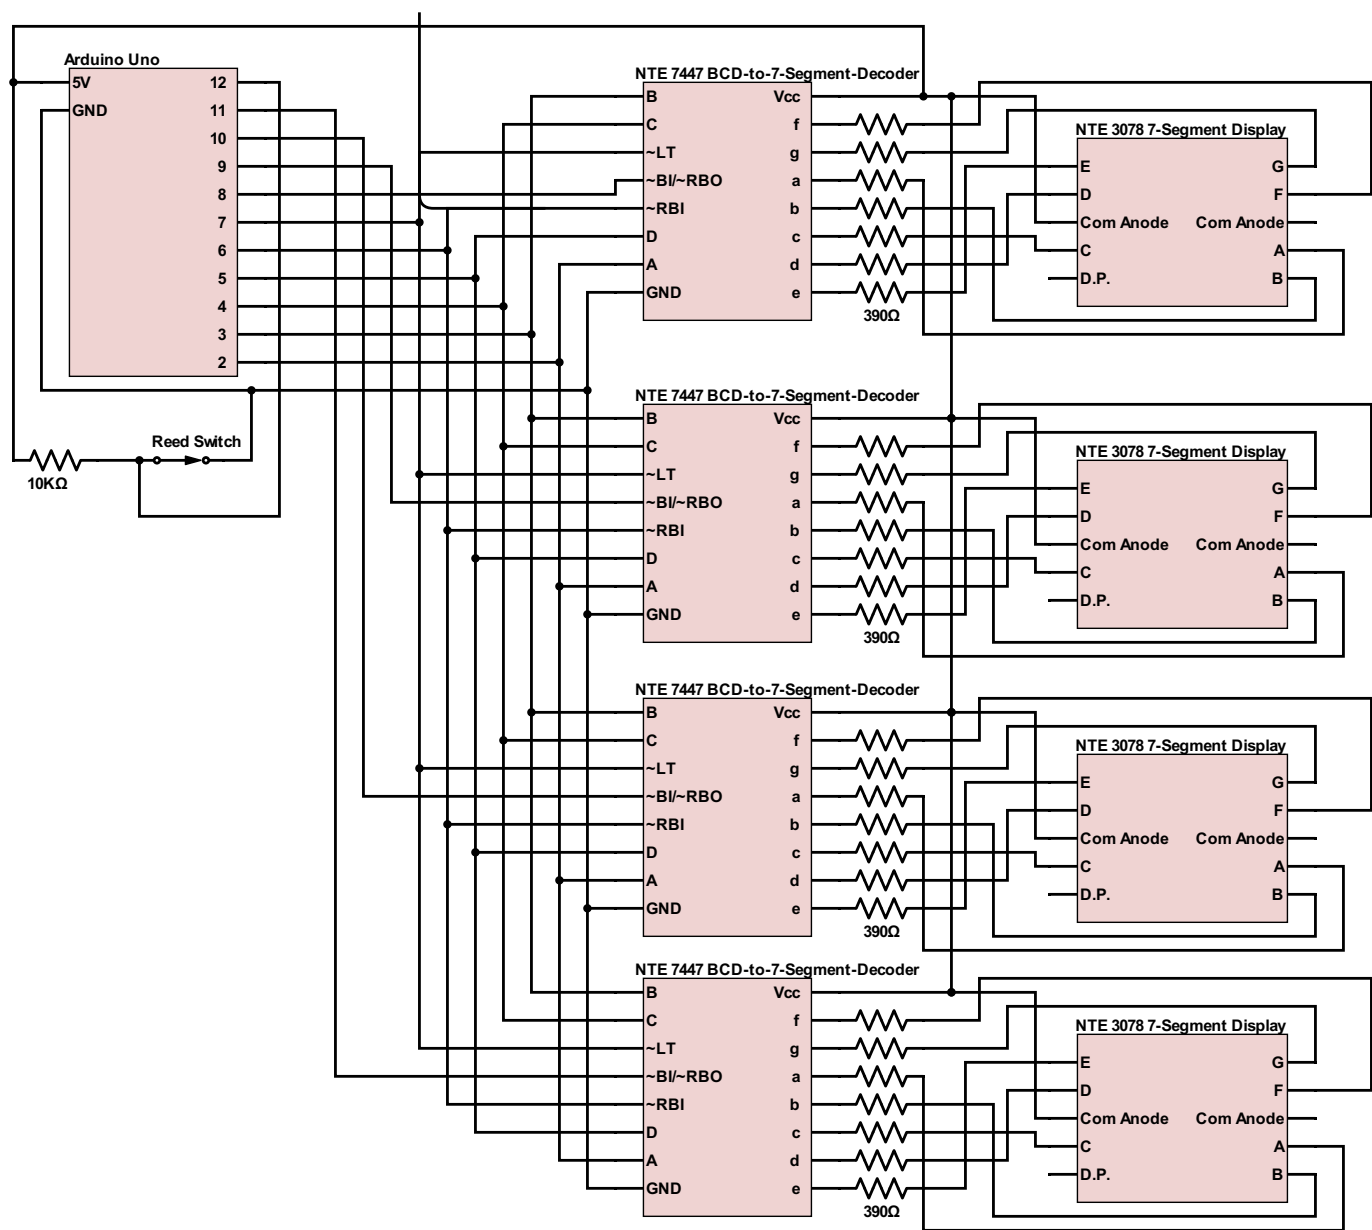 Arduino Uno
5V
GND
12
11
10
9
8
7
6
5
4
3
2
Reed Switch
10KΩ
NTE 7447 BCD-to-7-Segment-Decoder
B
C
~LT
~BI/~RBO
~RBI
D
A
GND
Vcc
f
g
a
b
c
d
e
390Ω
NTE 3078 7-Segment Display
E
D
Com Anode
C
D.P.
G
F
Com Anode
A
B
NTE 7447 BCD-to-7-Segment-Decoder
B
C
~LT
~BI/~RBO
~RBI
D
A
GND
Vcc
f
g
a
b
c
d
e
390Ω
NTE 3078 7-Segment Display
E
D
Com Anode
C
D.P.
G
F
Com Anode
A
B
NTE 7447 BCD-to-7-Segment-Decoder
B
C
~LT
~BI/~RBO
~RBI
D
A
GND
Vcc
f
g
a
b
c
d
e
390Ω
NTE 3078 7-Segment Display
E
D
Com Anode
C
D.P.
G
F
Com Anode
A
B
NTE 7447 BCD-to-7-Segment-Decoder
B
C
~LT
~BI/~RBO
~RBI
D
A
GND
Vcc
f
g
a
b
c
d
e
390Ω
NTE 3078 7-Segment Display
E
D
Com Anode
C
D.P.
G
F
Com Anode
A
B